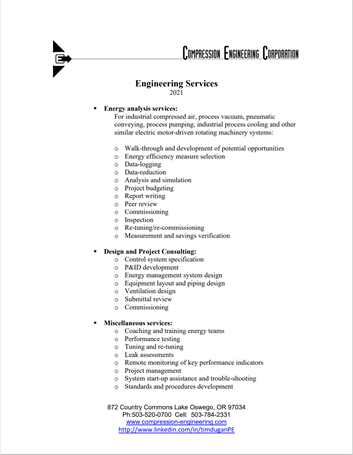 COMPRESSION ENGINEERING CORPORATION
E
Engineering Services
2021
▪ Energy analysis services:
For industrial compressed air, process vacuum, pneumatic
conveying, process pumping, industrial process cooling and other
similar electric motor-driven rotating machinery systems:
o Walk-through and development of potential opportunities
o Energy efficiency measure selection
o Data-logging
o Data-reduction
o Analysis and simulation
o Project budgeting
o Report writing
o Peer review
o Commissioning
o Inspection
o Re-tuning/re-commissioning
o Measurement and savings verification
▪ Design and Project Consulting:
o Control system specification
o P&ID development
o Energy management system design
o Equipment layout and piping design
o Ventilation design
o Submittal review
o Commissioning
▪ Miscellaneous services:
o Coaching and training energy teams
o Performance testing
o Tuning and re-tuning
o Leak assessments
o Remote monitoring of key performance indicators
o Project management
o System start-up assistance and trouble-shooting
o Standards and procedures development
872 Country Commons Lake Oswego, OR 97034
Ph:503-520-0700 Cell: 503-784-2331
www.compression-engineering.com
http://www.linkedin.com/in/timduganPE